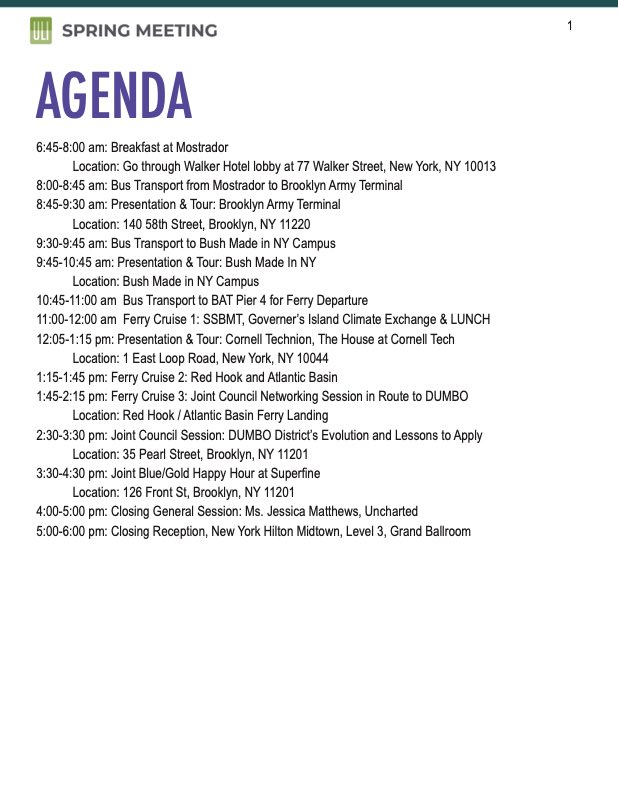 ULI SPRING MEETING
1
AGENDA
6:45-8:00 am: Breakfast at Mostrador
Location: Go through Walker Hotel lobby at 77 Walker Street, New York, NY 10013
8:00-8:45 am: Bus Transport from Mostrador to Brooklyn Army Terminal
8:45-9:30 am: Presentation & Tour: Brooklyn Army Terminal
Location: 140 58th Street, Brooklyn, NY 11220
9:30-9:45 am: Bus Transport to Bush Made in NY Campus
9:45-10:45 am: Presentation & Tour: Bush Made In NY
Location: Bush Made in NY Campus
10:45-11:00 am  Bus Transport to BAT Pier 4 for Ferry Departure
11:00-12:00 am  Ferry Cruise 1: SSBMT, Governer's Island Climate Exchange & LUNCH
12:05-1:15 pm: Presentation & Tour: Cornell Technion, The House at Cornell Tech
Location: 1 East Loop Road, New York, NY 10044
1:15-1:45 pm: Ferry Cruise 2: Red Hook and Atlantic Basin
1:45-2:15 pm: Ferry Cruise 3: Joint Council Networking Session in Route to DUMBO
Location: Red Hook / Atlantic Basin Ferry Landing
2:30-3:30 pm: Joint Council Session: DUMBO District's Evolution and Lessons to Apply
Location: 35 Pearl Street, Brooklyn, NY 11201
3:30-4:30 pm: Joint Blue/Gold Happy Hour at Superfine
Location: 126 Front St, Brooklyn, NY 11201
4:00-5:00 pm: Closing General Session: Ms. Jessica Matthews, Uncharted
5:00-6:00 pm: Closing Reception, New York Hilton Midtown, Level 3, Grand Ballroom